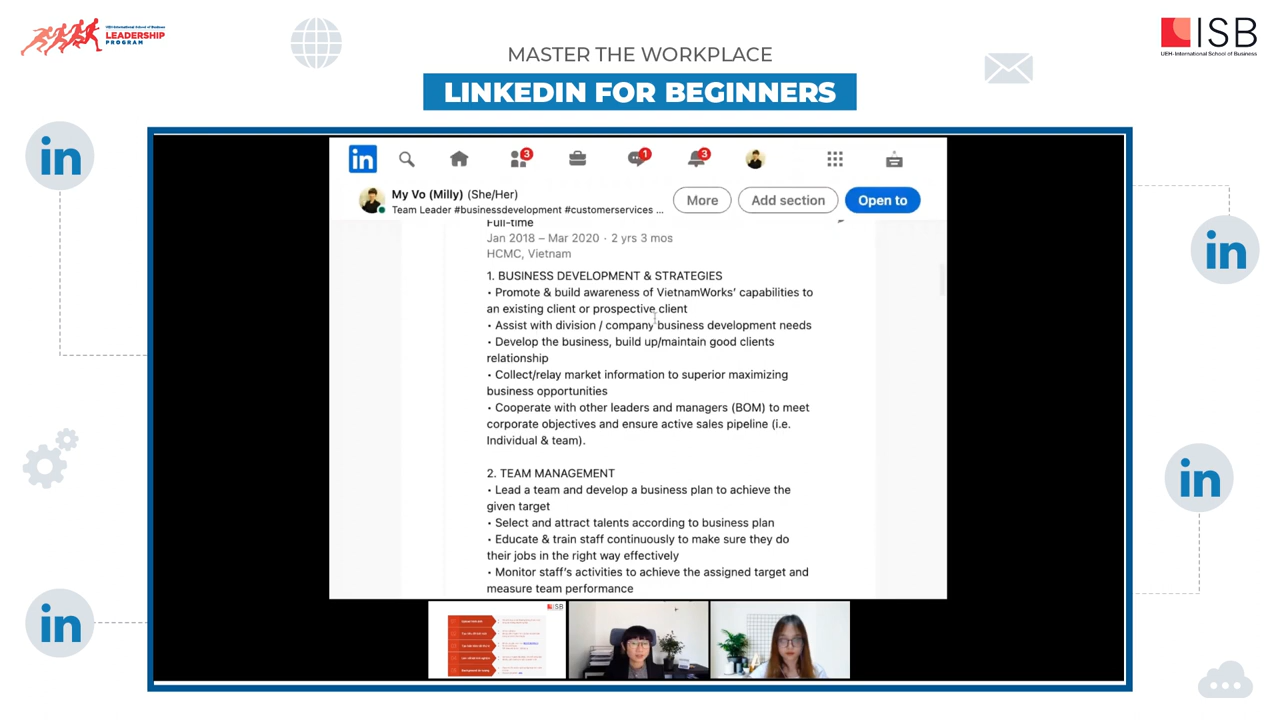 UEH-International School of Business
LEADERSHIP
PROGRAM
ISB
UEH-International School of Business
MASTER THE WORKPLACE
LINKEDIN FOR BEGINNERS
in
in
in
in
in
in
3
1
3
My Vo (Milly) (She/Her)
Team Leader #businessdevelopment #customerservices ...
More
Add section
Open to
Full-time
Jan 2018 – Mar 2020 · 2 yrs 3 mos
HCMC, Vietnam
1. BUSINESS DEVELOPMENT & STRATEGIES
• Promote & build awareness of VietnamWorks' capabilities to
an existing client or prospective client
• Assist with division / company business development needs
• Develop the business, build up/maintain good clients
relationship
• Collect/relay market information to superior maximizing
business opportunities
• Cooperate with other leaders and managers (BOM) to meet
corporate objectives and ensure active sales pipeline (i.e.
Individual & team).
2. TEAM MANAGEMENT
• Lead a team and develop a business plan to achieve the
given target
• Select and attract talents according to business plan
• Educate & train staff continuously to make sure they do
their jobs in the right way effectively
• Monitor staff's activities to achieve the assigned target and
measure team performance
ISB